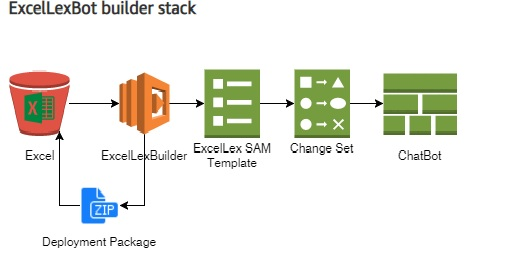 ExcelLexBot builder stack
X
Excel
ExcelLexBuilder
ExcelLex SAM
Template
Change Set
ChatBot
ZIP
Deployment Package